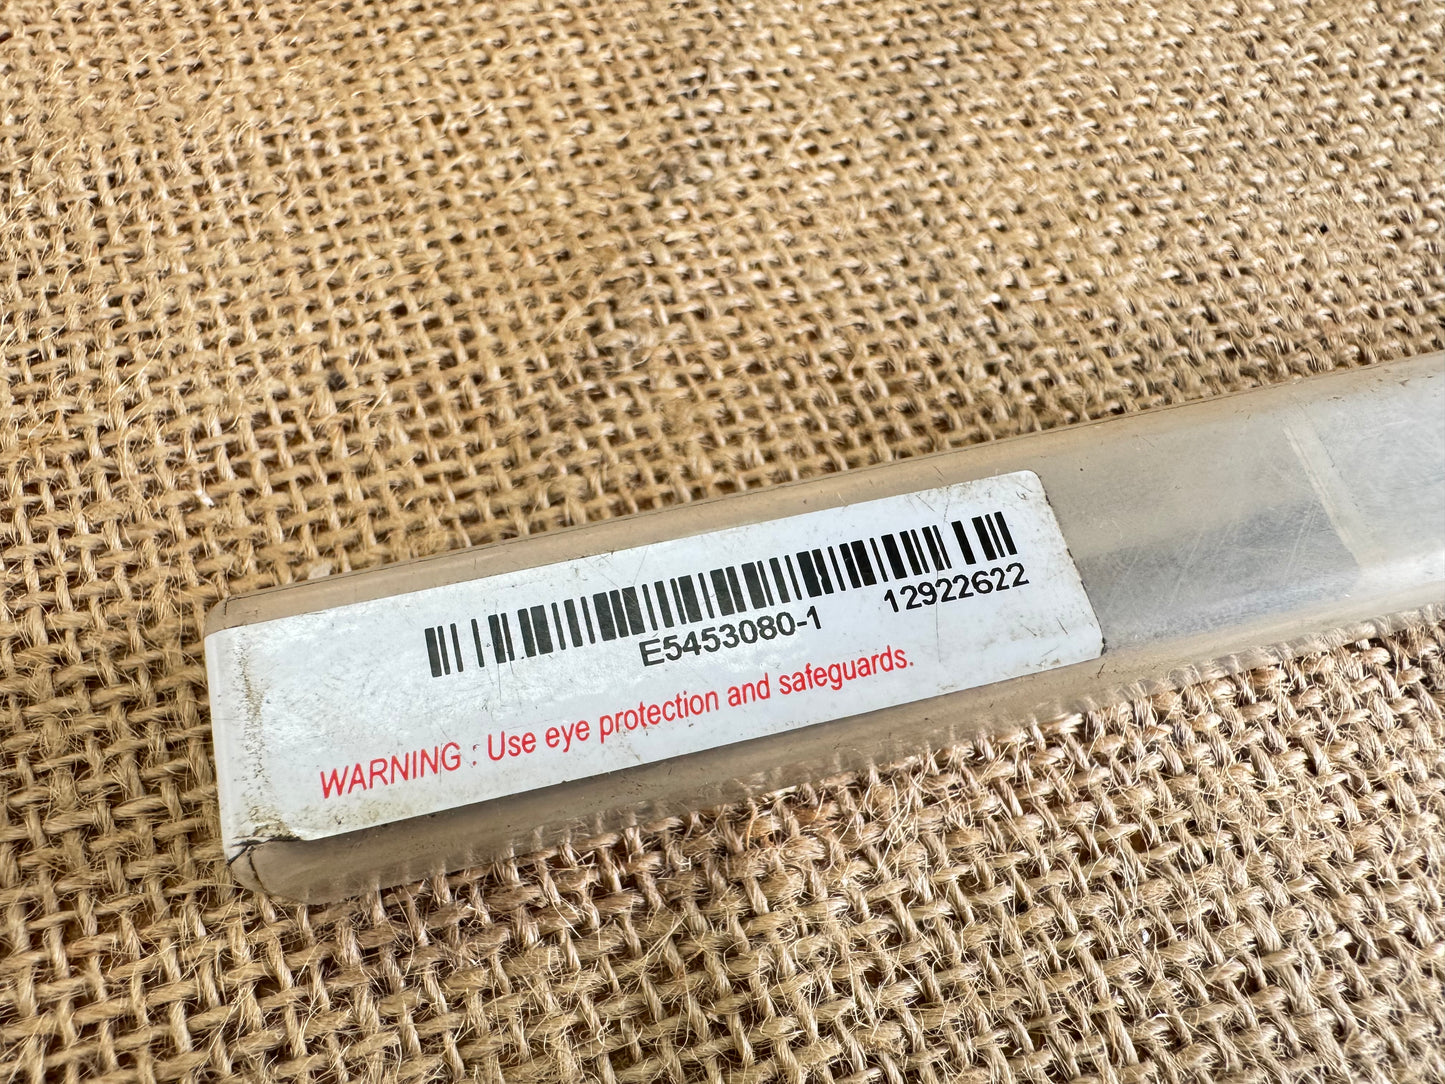 E5453080-1 12922622
WARNING : Use eye protection and safeguards.